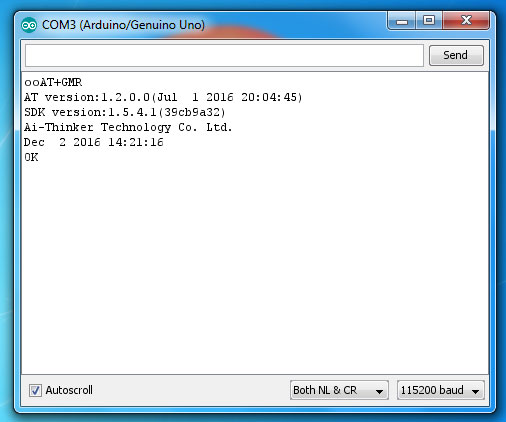 COM3 (Arduino/Genuino Uno)
Send
ooAT+GMR
AT version:1.2.0.0(Jul  1 2016 20:04:45)
SDK version:1.5.4.1(39cb9a32)
Ai-Thinker Technology Co. Ltd.
Dec  2 2016 14:21:16
OK
Autoscroll
Both NL & CR
115200 baud